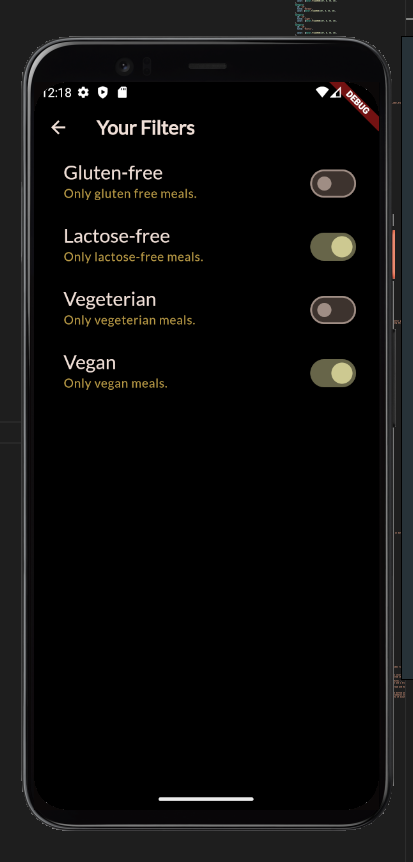 12:18
DEBUG
Your Filters
Gluten-free
Only gluten free meals.
Lactose-free
Only lactose-free meals.
Vegeterian
Only vegeterian meals.
Vegan
Only vegan meals.